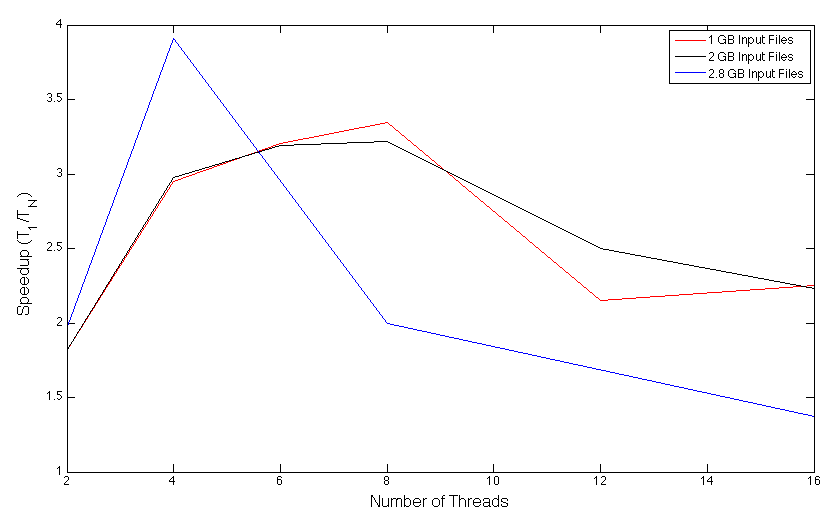 4
3.5
3
2.5
2
1.5
1
Speedup (T1/TN)
1 GB Input Files
2 GB Input Files
2.8 GB Input Files
2 4 6 8 10 12 14 16
Number of Threads